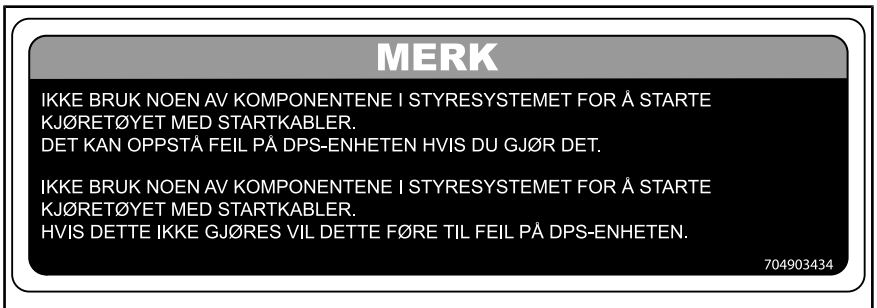 MERK
IKKE BRUK NOEN AV KOMPONENTENE I STYRESYSTEMET FOR Å STARTE
KJØRETØYET MED STARTKABLER.
DET KAN OPPSTÅ FEIL PÅ DPS-ENHETEN HVIS DU GJØR DET.
IKKE BRUK NOEN AV KOMPONENTENE I STYRESYSTEMET FOR Å STARTE
KJØRETØYET MED STARTKABLER.
HVIS DETTE IKKE GJØRES VIL DETTE FØRE TIL FEIL PÅ DPS-ENHETEN.
704903434